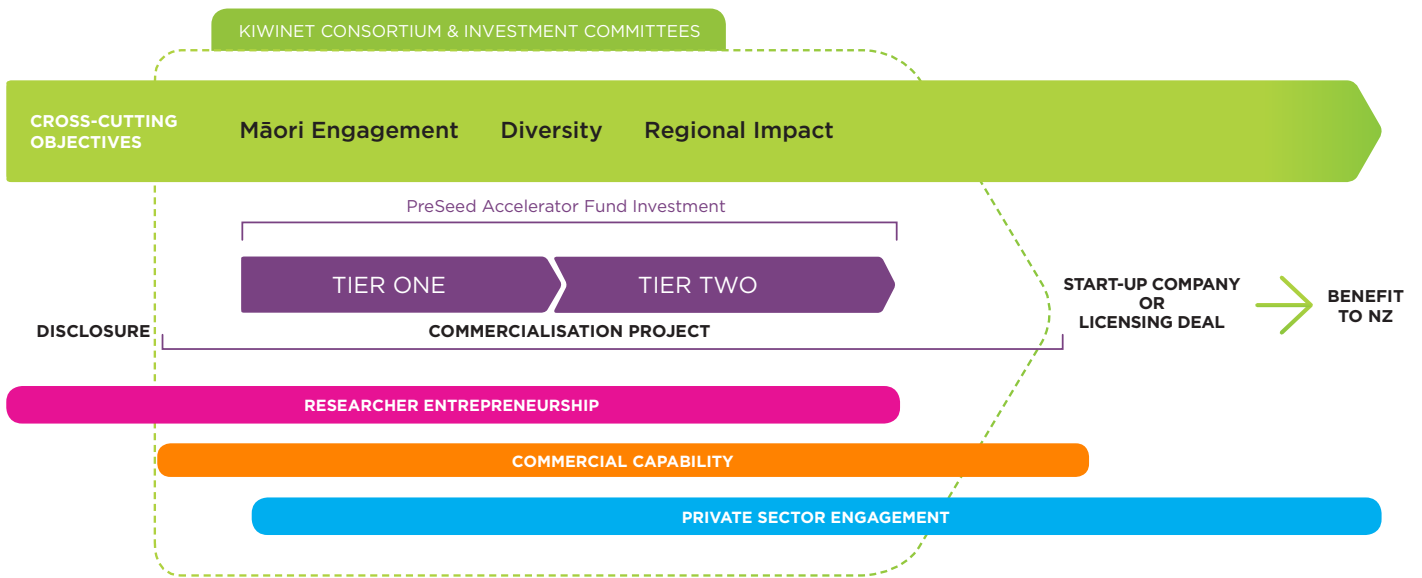 KIWINET CONSORTIUM & INVESTMENT COMMITTEES
CROSS-CUTTING
OBJECTIVES
Māori Engagement Diversity Regional Impact
PreSeed Accelerator Fund Investment
TIER ONE TIER TWO
DISCLOSURE
COMMERCIALISATION PROJECT
START-UP COMPANY
OR
LICENSING DEAL
BENEFIT
TO NZ
RESEARCHER ENTREPRENEURSHIP
COMMERCIAL CAPABILITY
PRIVATE SECTOR ENGAGEMENT